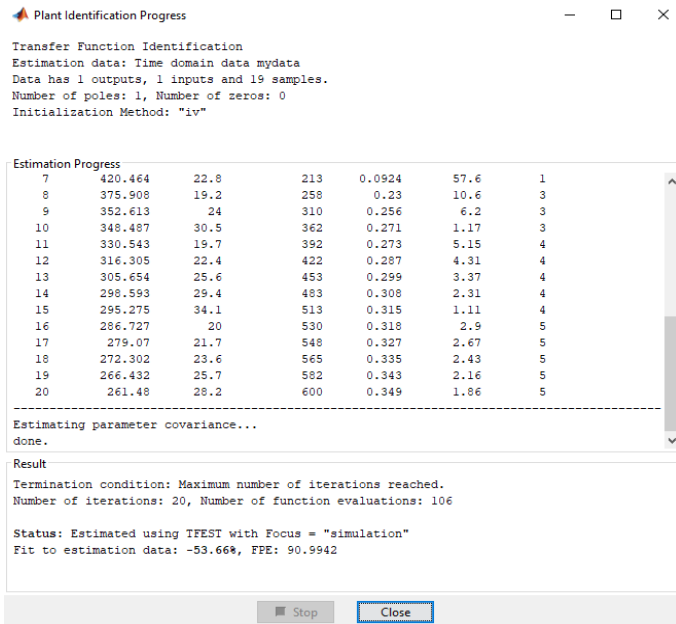 Plant Identification Progress
Transfer Function Identification
Estimation data: Time domain data mydata
Data has 1 outputs, 1 inputs and 19 samples.
Number of poles: 1, Number of zeros: 0
Initialization Method: "iv"
Estimation Progress
7 420.464 22.8 213 0.0924 57.6 1
8 375.908 19.2 258 0.23 10.6 3
9 352.613 24 310 0.256 6.2 3
10 348.487 30.5 362 0.271 1.17 3
11 330.543 19.7 392 0.273 5.15 4
12 316.305 22.4 422 0.287 4.31 4
13 305.654 25.6 453 0.299 3.37 4
14 298.593 29.4 483 0.308 2.31 4
15 295.275 34.1 513 0.315 1.11 4
16 286.727 20 530 0.318 2.9 5
17 279.07 21.7 548 0.327 2.67 5
18 272.302 23.6 565 0.335 2.43 5
19 266.432 25.7 582 0.343 2.16 5
20 261.48 28.2 600 0.349 1.86 5
------------------------------------------------------------------------------------------
Estimating parameter covariance...
done.
Result
Termination condition: Maximum number of iterations reached.
Number of iterations: 20, Number of function evaluations: 106
Status: Estimated using TFEST with Focus = "simulation"
Fit to estimation data: -53.66%, FPE: 90.9942
Stop
Close